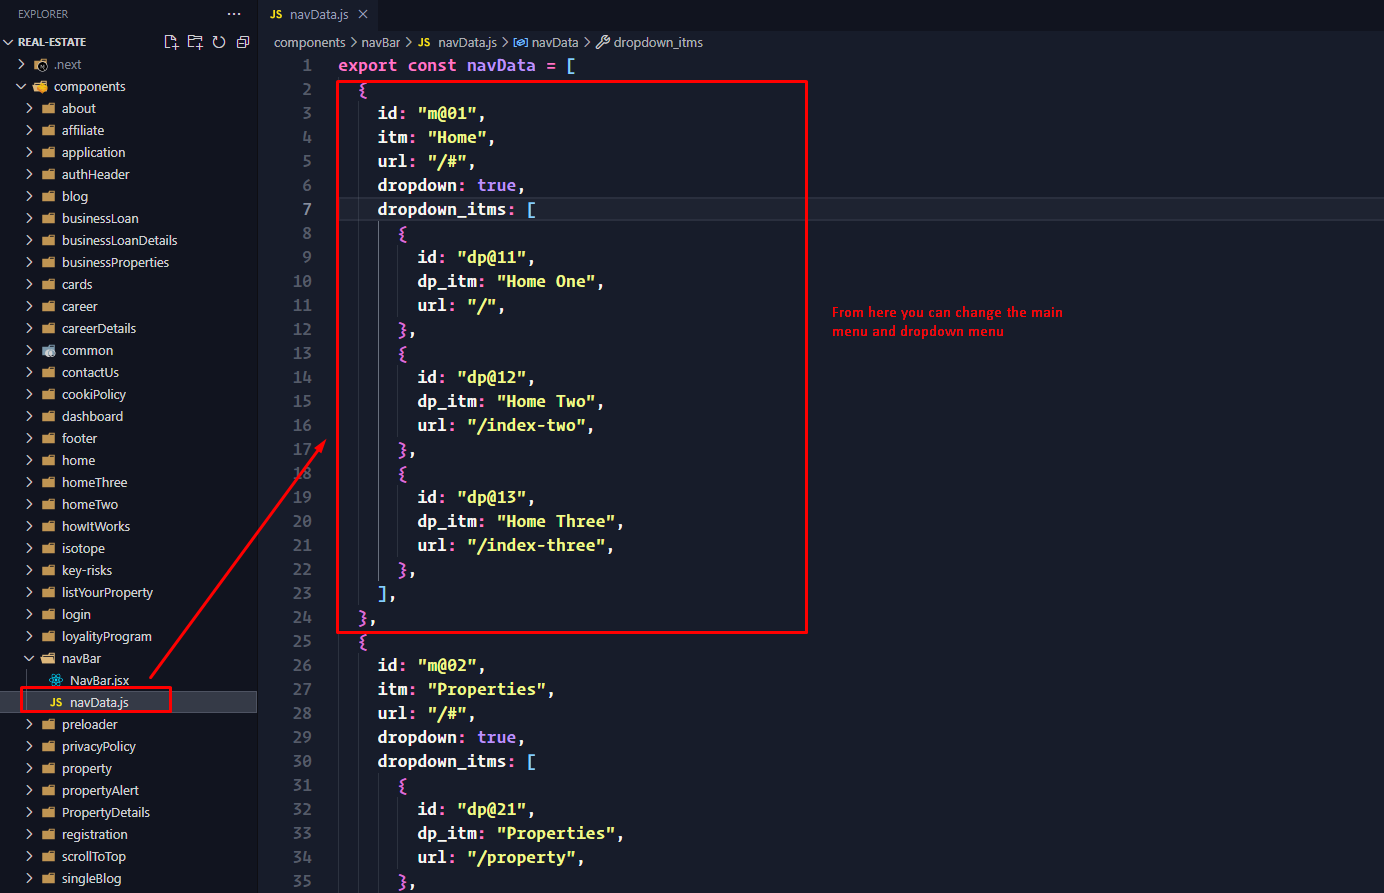 EXPLORER
REAL-ESTATE
.next
components
about
affiliate
application
authHeader
blog
businessLoan
businessLoanDetails
businessProperties
cards
career
careerDetails
common
contactUs
cookiPolicy
dashboard
footer
home
homeThree
homeTwo
howItWorks
isotope
key-risks
listYourProperty
login
loyalityProgram
navBar
NavBar.jsx
JS navData.js
preloader
privacyPolicy
property
propertyAlert
PropertyDetails
registration
scrollToTop
singleBlog
JS navData.js
components > navBar > JS navData.js > navData > dropdown_itms
1 export const navData = [
2 {
3 id: "m@01",
4 itm: "Home",
5 url: "/#",
6 dropdown: true,
7 dropdown_itms: [
8 {
9 id: "dp@11",
10 dp_itm: "Home One",
11 url: "/",
12 },
13 {
14 id: "dp@12",
15 dp_itm: "Home Two",
16 url: "/index-two",
17 },
18 {
19 id: "dp@13",
20 dp_itm: "Home Three",
21 url: "/index-three",
22 },
23 ],
24 },
25 {
26 id: "m@02",
27 itm: "Properties",
28 url: "/#",
29 dropdown: true,
30 dropdown_itms: [
31 {
32 id: "dp@21",
33 dp_itm: "Properties",
34 url: "/property",
35 },
From here you can change the main
menu and dropdown menu